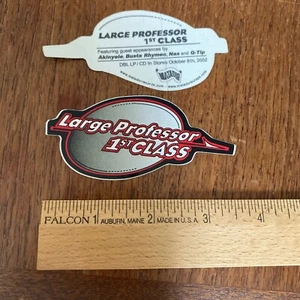 LARGE PROFESSOR
1ST CLASS
Featuring guest appearances by
Akinyele, Busta Rhymes, Nas and Q-Tip
DBL LP / CD In Stores October 8th, 2002
MATADOR
Large Professor
1ST CLASS
FALCON 1 AUBURN, MAINE 2 MADE IN U.S.A. 3 4